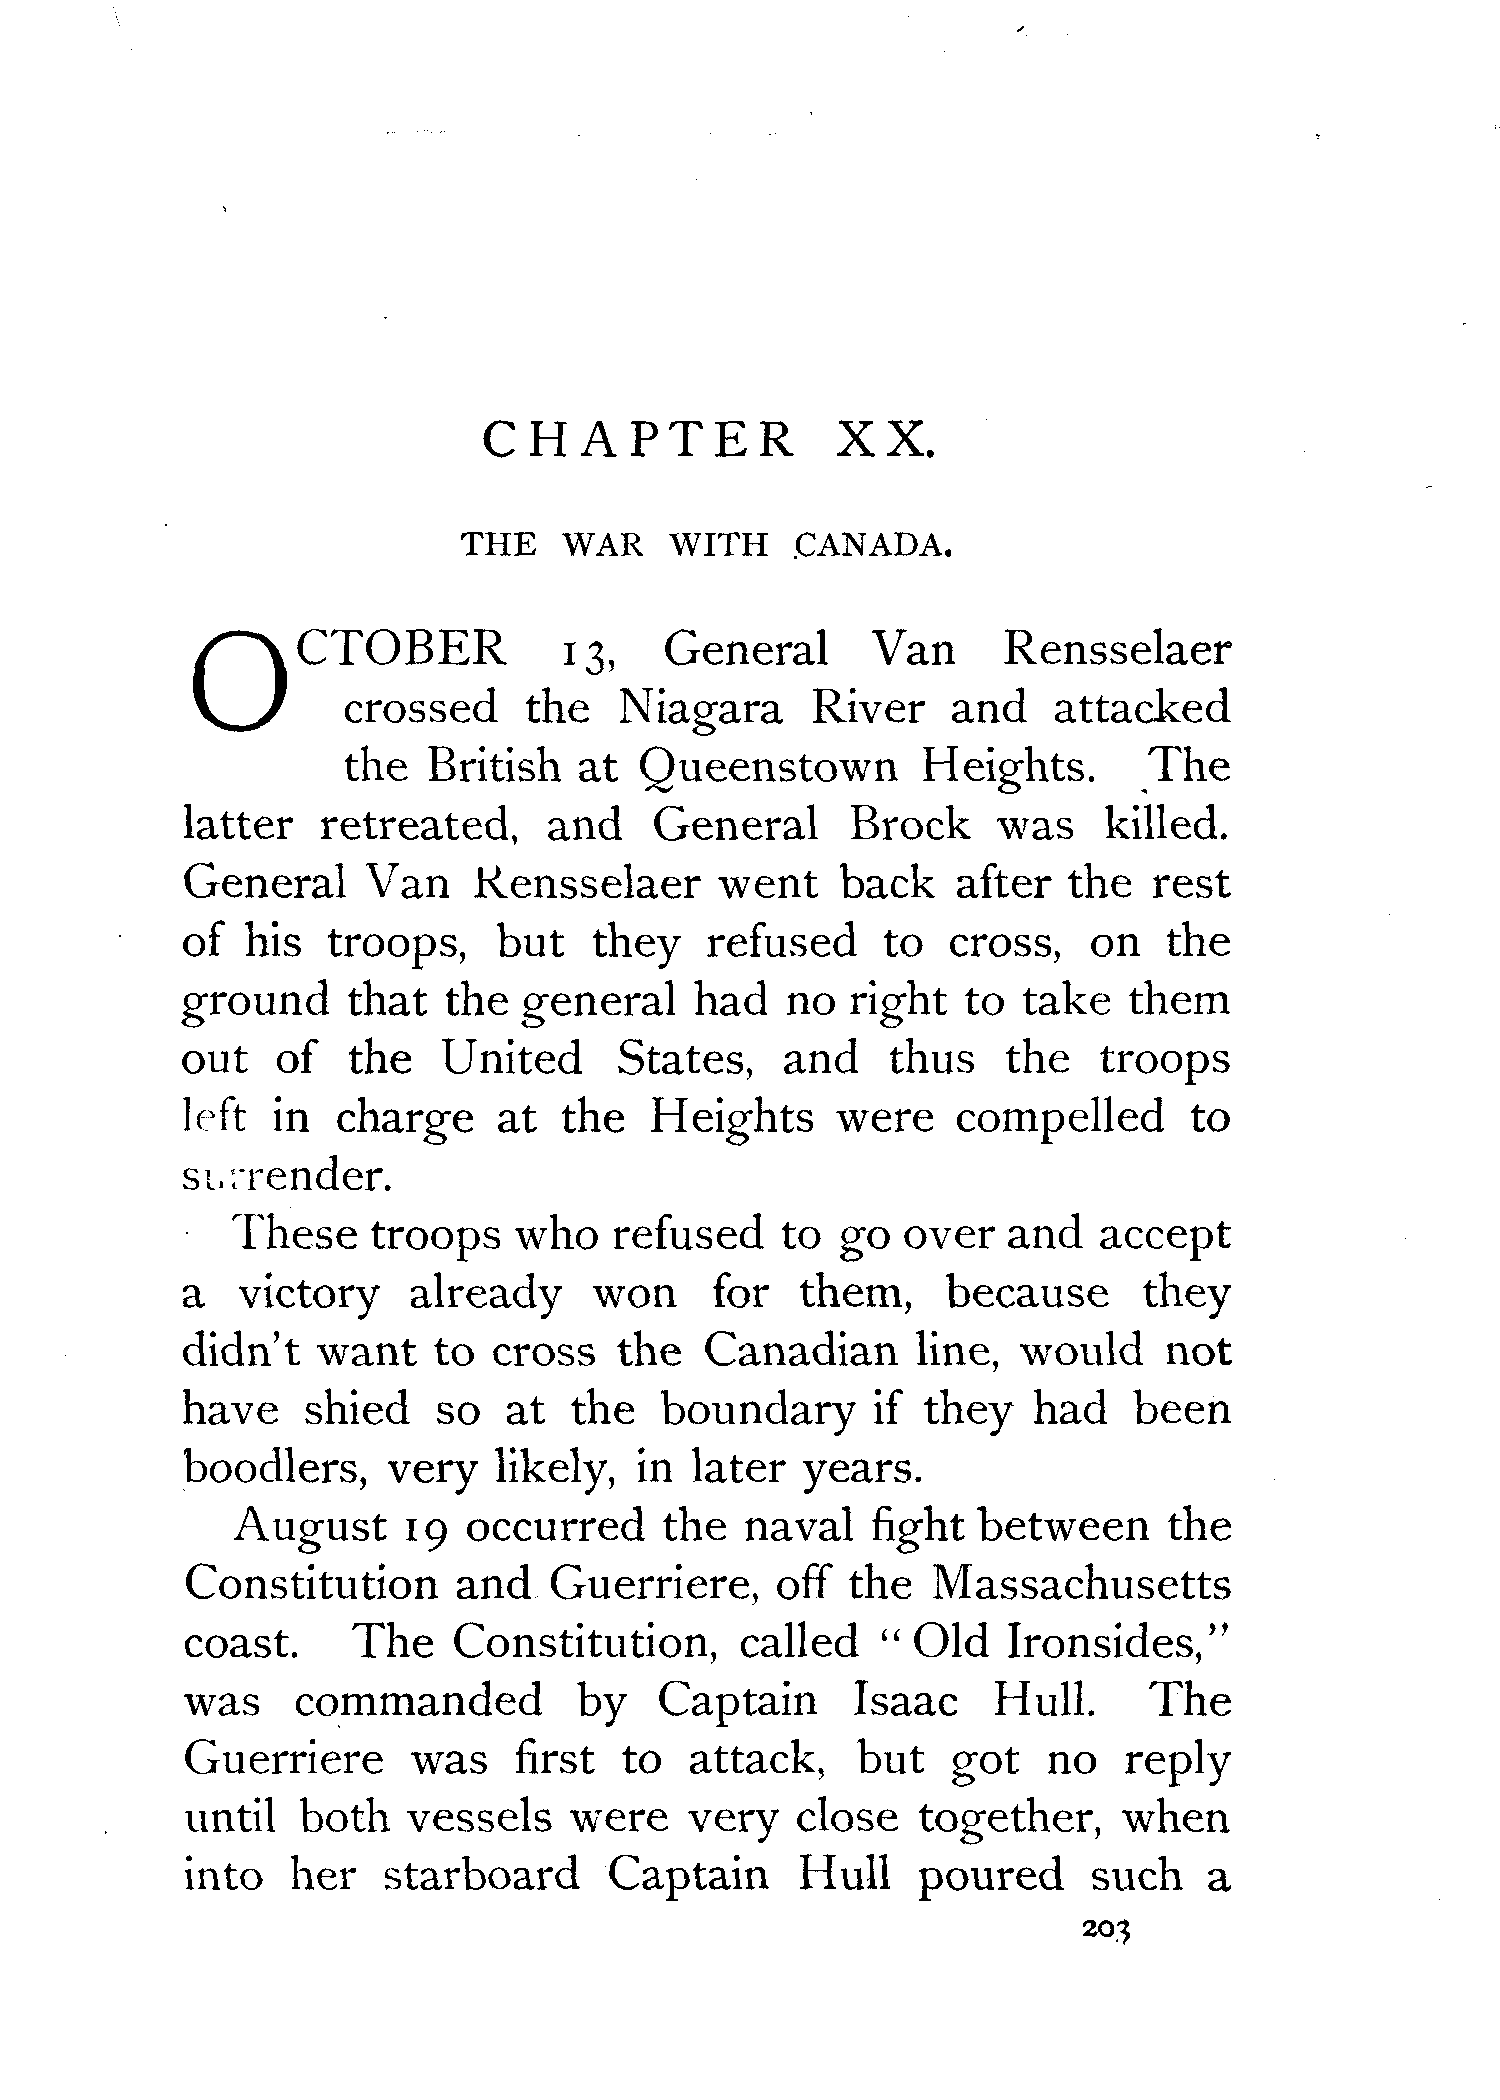 CHAPTER XX.
THE WAR WITH CANADA.
OCTOBER 13, General Van Rensselaer
crossed the Niagara River and attacked
the British at Queenstown Heights. The
latter retreated, and General Brock was killed.
General Van Rensselaer went back after the rest
of his troops, but they refused to cross, on the
ground that the general had no right to take them
out of the United States, and thus the troops
left in charge at the Heights were compelled to
surrender.
These troops who refused to go over and accept
a victory already won for them, because they
didn't want to cross the Canadian line, would not
have shied so at the boundary if they had been
boodlers, very likely, in later years.
August 19 occurred the naval fight between the
Constitution and Guerriere, off the Massachusetts
coast. The Constitution, called "Old Ironsides,"
was commanded by Captain Isaac Hull. The
Guerriere was first to attack, but got no reply
until both vessels were very close together, when
into her starboard Captain Hull poured such a
203